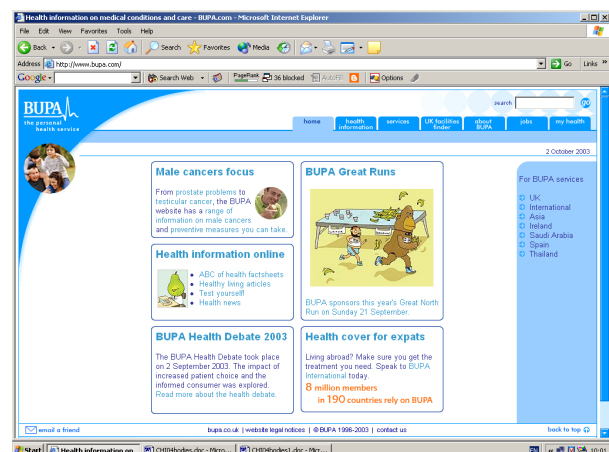 Health information on medical conditions and care - BUPA.com - Microsoft Internet Explorer
File Edit View Favorites Tools Help
Back Search Favorites Media
Address http://www.bupa.com/ Go Links »
Google Search Web PageRank 36 blocked AutoFill Options
search go
BUPA
the personal
health service
home health information services UK facilities finder about BUPA jobs my health
2 October 2003
Male cancers focus
From prostate problems to
testicular cancer, the BUPA
website has a range of
information on male cancers
and preventive measures you can take.
Health information online
ABC of health factsheets
Healthy living articles
Test yourself!
Health news
BUPA Health Debate 2003
The BUPA Health Debate took place
on 2 September 2003. The impact of
increased patient choice and the
informed consumer was explored.
Read more about the health debate.
BUPA Great Runs
BUPA sponsors this year's Great North
Run on Sunday 21 September.
Health cover for expats
Living abroad? Make sure you get the
treatment you need. Speak to BUPA
International today.
8 million members
in 190 countries rely on BUPA
For BUPA services
UK
International
Asia
Ireland
Saudi Arabia
Spain
Thailand
email a friend bupa.co.uk | website legal notices | © BUPA 1996-2003 | contact us back to top
Start Health information on CHI04bodies.doc - Micro... CHI04bodies1.doc - Micr... EN « 10:01